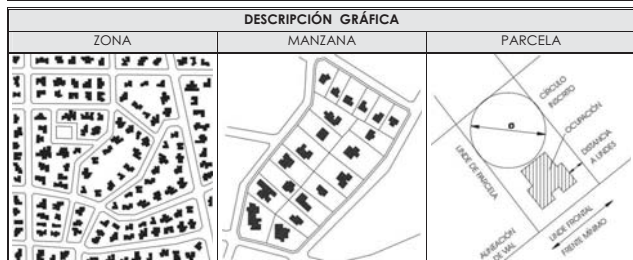 DESCRIPCIÓN GRÁFICA
ZONA MANZANA PARCELA
CÍRCULO
INSCRITO
OCUPACIÓN
DISTANCIA
A LINDES
LINDE DE PARCELA
ALINEACIÓN
DE VIAL
LINDE FRONTAL
FRENTE MÍNIMO